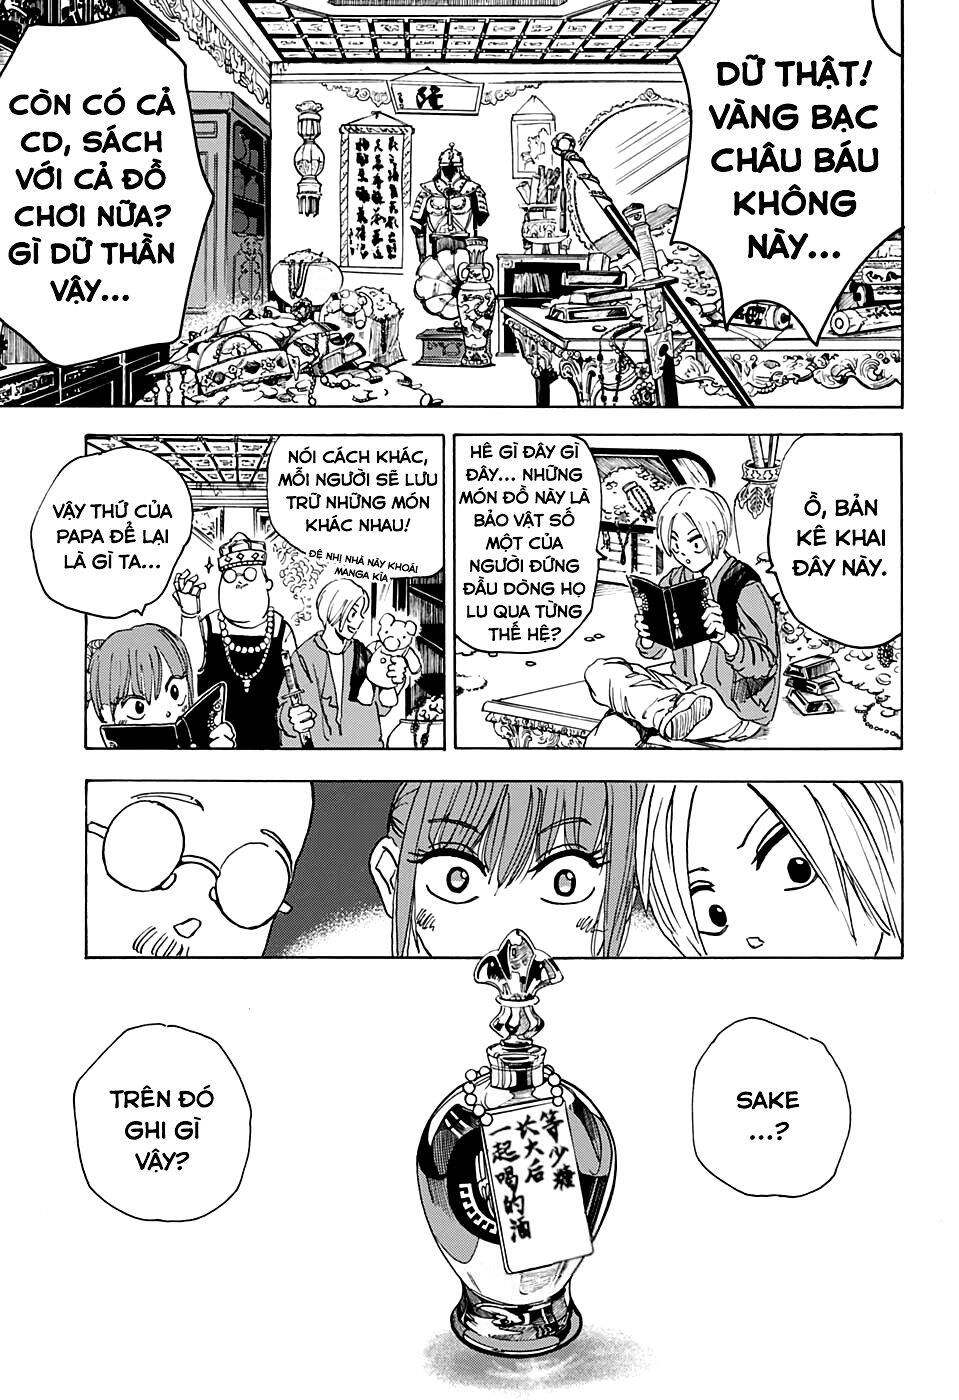 DỮ THẬT!
VÀNG BẠC
CHÂU BÁU
KHÔNG
NÀY...
CÒN CÓ CẢ
CD, SÁCH
VỚI CẢ ĐỒ
CHƠI NỮA?
GÌ DỮ THẦN
VẬY...
Ồ, BẢN
KÊ KHAI
ĐÂY NÀY.
HÊ GÌ ĐÂY GÌ
ĐÂY... NHỮNG
MÓN ĐỒ NÀY LÀ
BẢO VẬT SỐ
MỘT CỦA
NGƯỜI ĐỨNG
ĐẦU DÒNG HỌ
LU QUA TỪNG
THẾ HỆ?
NÓI CÁCH KHÁC,
MỖI NGƯỜI SẼ LƯU
TRỮ NHỮNG MÓN
KHÁC NHAU!
ĐỆ NHỊ NHÀ NÀY KHOÁI
MANGA KÌA
VẬY THỨ CỦA
PAPA ĐỂ LẠI
LÀ GÌ TA...
SAKE
...?
TRÊN ĐÓ
GHI GÌ
VẬY?
等少糖
长大后
一起喝的酒